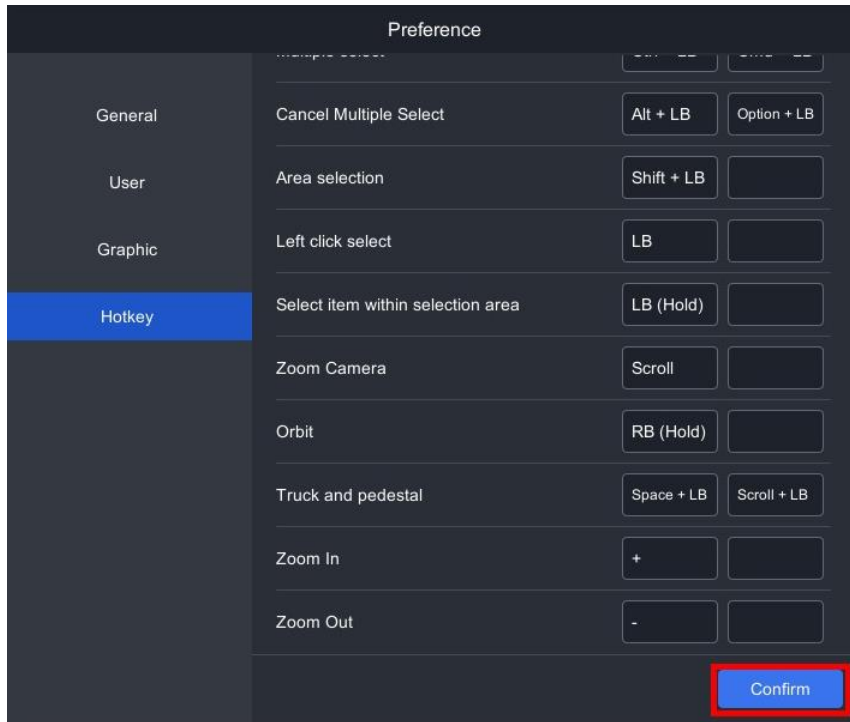 Preference
General
User
Graphic
Hotkey
Cancel Multiple Select Alt + LB Option + LB
Area selection Shift + LB
Left click select LB
Select item within selection area LB (Hold)
Zoom Camera Scroll
Orbit RB (Hold)
Truck and pedestal Space + LB Scroll + LB
Zoom In +
Zoom Out -
Confirm